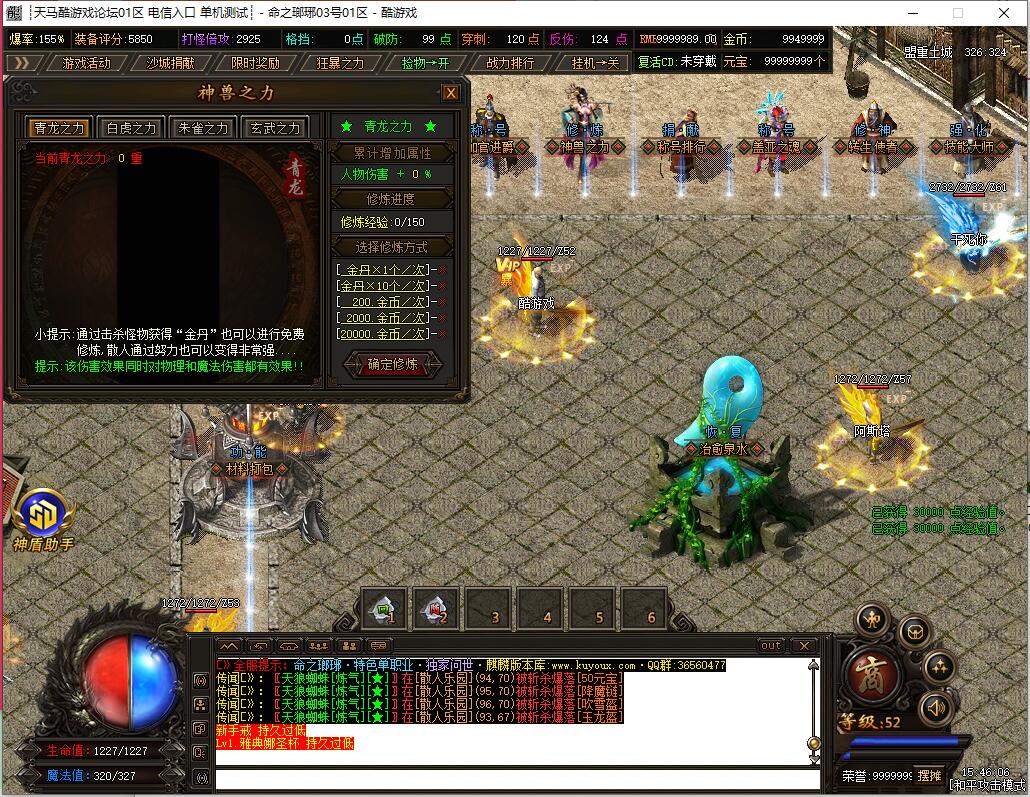 天马酷游戏论坛01区 电信入口 单机测试 - 命之瑯琊03号01区 - 酷游戏
爆率:155% 装备评分:5850 打怪倍攻:2925 格挡: 0点 破防: 99 点 穿刺: 120 点 反伤: 124 点 金币: 9949999
游戏活动 沙城捐献 限时奖励 狂暴之力 捡物→开 战力排行 挂机→关 复活CD:未穿戴 元宝: 99999999个
盟重土城 326:324
神兽之力 X
青龙之力 白虎之力 朱雀之力 玄武之力
当前青龙之力: 0 重
青龙
★ 青龙之力 ★
累计增加属性
人物伤害 + 0 %
修炼进度
修炼经验:0/150
选择修炼方式
[ 金丹×1个/次]-×
[金丹×10个/次]-×
[ 200.金币/次]-×
[ 2000.金币/次]-×
[20000.金币/次]-×
确定修炼
小提示:通过击杀怪物获得“金丹”也可以进行免费
修炼,散人通过努力也可以变得非常强....
提示:该伤害效果同时对物理和魔法伤害都有效果!!
称·号
修·炼
神兽之力
捐·献
称号排行
称·号
盖亚之魂
修·神
转生使者
强·化
技能大师
2732/2732/Z61
EXP
干死你
1227/1227/Z52
VIP
EXP
酷游戏
1272/1272/Z57
EXP
阿斯塔
恢·复
治愈泉水
EXP
功·能
材料打包
神盾助手
1272/1272/Z53
已获得 30000 点经验值。
已获得 30000 点经验值。
1 2 3 4 5 6
out
全服提示: 命之瑯琊·特色单职业·独家问世·麒麟版本库:www.kuyoux.com·QQ群:36560477
传闻【》: 【天狼蜘蛛[炼气][★]】在[散人乐园](94,70)被斩杀爆落[50元宝]
传闻【》: 【天狼蜘蛛[炼气][★]】在[散人乐园](95,70)被斩杀爆落[降魔链]
传闻【》: 【天狼蜘蛛[炼气][★]】在[散人乐园](96,70)被斩杀爆落[吹雪盔]
传闻【》: 【天狼蜘蛛[炼气][★]】在[散人乐园](93,67)被斩杀爆落[玉龙盔]
新手戒 持久过低
Lv1.雅典娜圣杯 持久过低
生命值: 1227/1227
魔法值: 320/327
商
等级:52
荣誉:999999 摆摊
15:46:06
[和平攻击模式